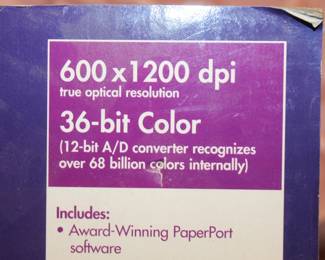 600 x 1200 dpi
true optical resolution
36-bit Color
(12-bit A/D converter recognizes
over 68 billion colors internally)
Includes:
• Award-Winning PaperPort
software